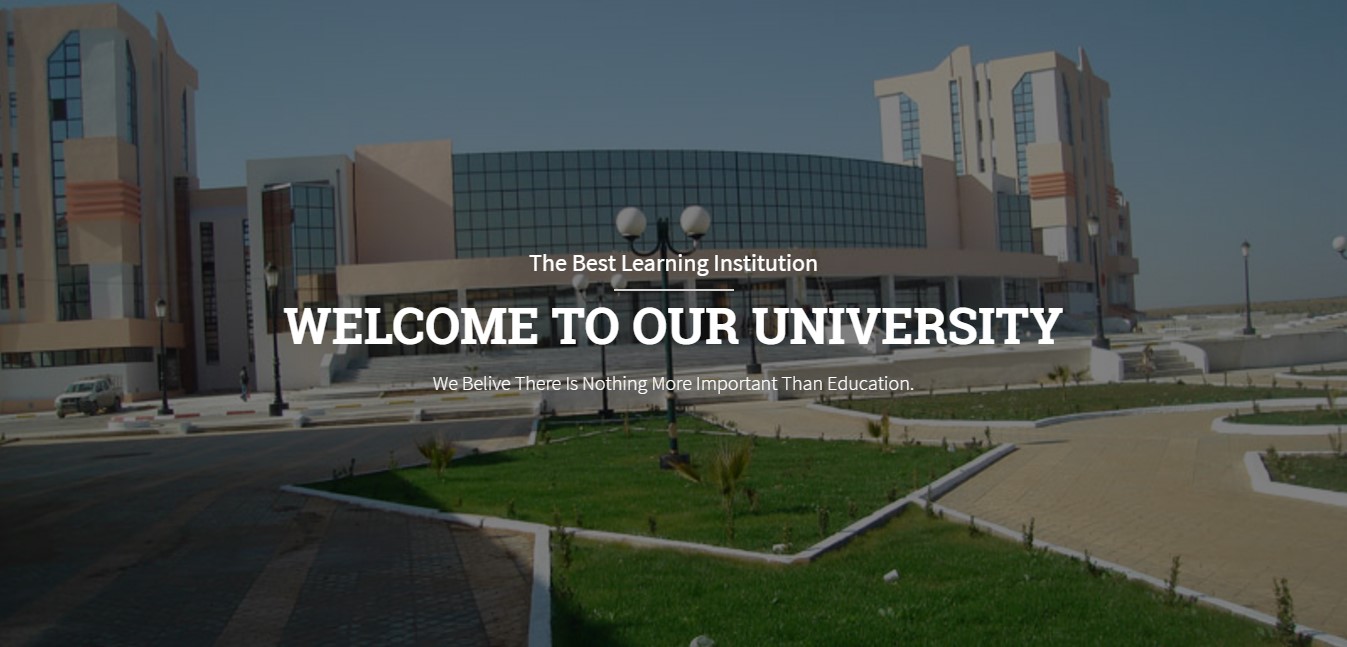 The Best Learning Institution
WELCOME TO OUR UNIVERSITY
We Belive There Is Nothing More Important Than Education.